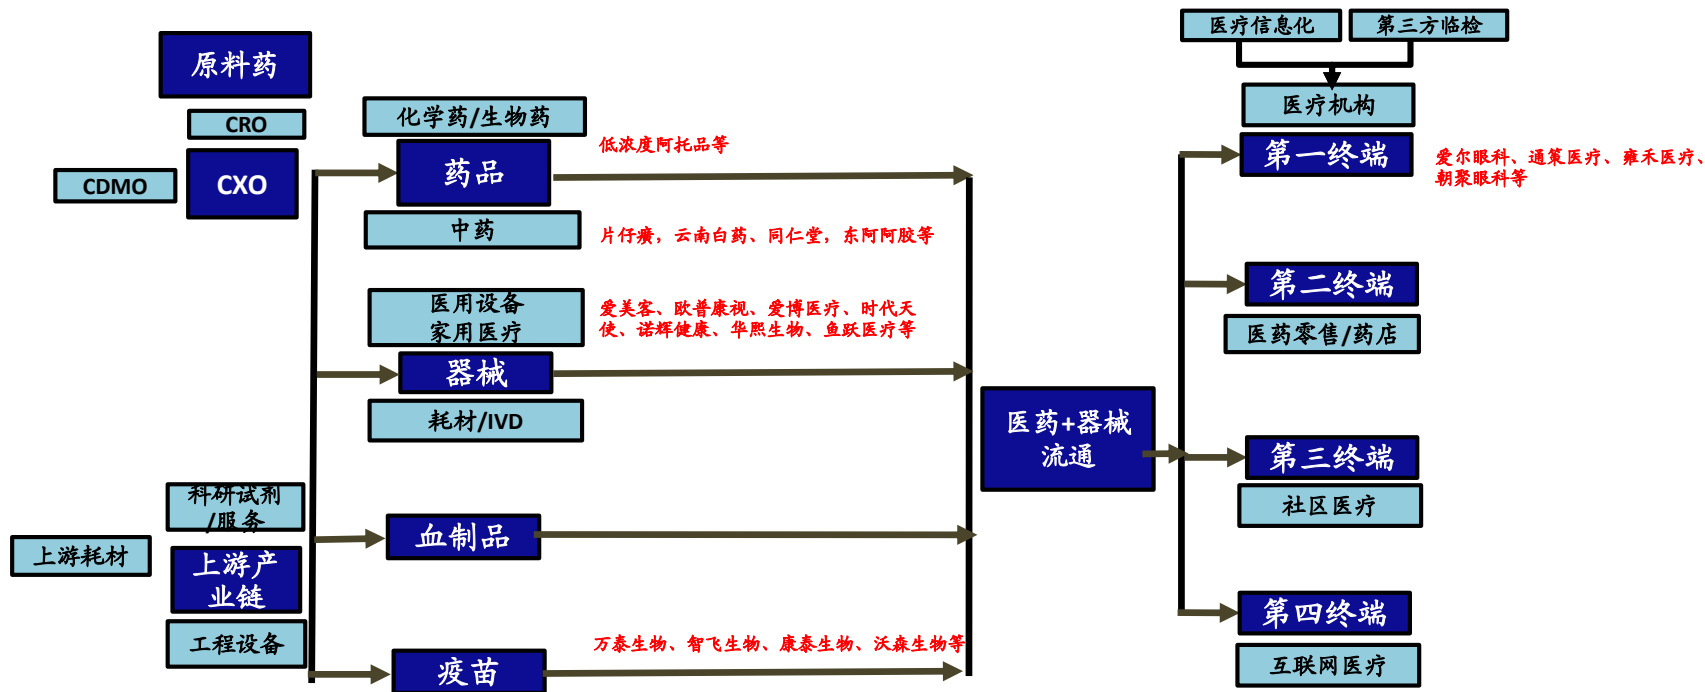 原料药
CRO
CDMO
CXO
科研试剂
/服务
上游耗材
上游产
业链
工程设备
化学药/生物药
药品
中药
低浓度阿托品等
片仔癀，云南白药、同仁堂，东阿阿胶等
医用设备
家用医疗
器械
耗材/IVD
爱美客、欧普康视、爱博医疗、时代天
使、诺辉健康、华熙生物、鱼跃医疗等
血制品
疫苗
万泰生物、智飞生物、康泰生物、沃森生物等
医药+器械
流通
医疗信息化
第三方临检
医疗机构
第一终端
爱尔眼科、通策医疗、雍禾医疗、
朝聚眼科等
第二终端
医药零售/药店
第三终端
社区医疗
第四终端
互联网医疗